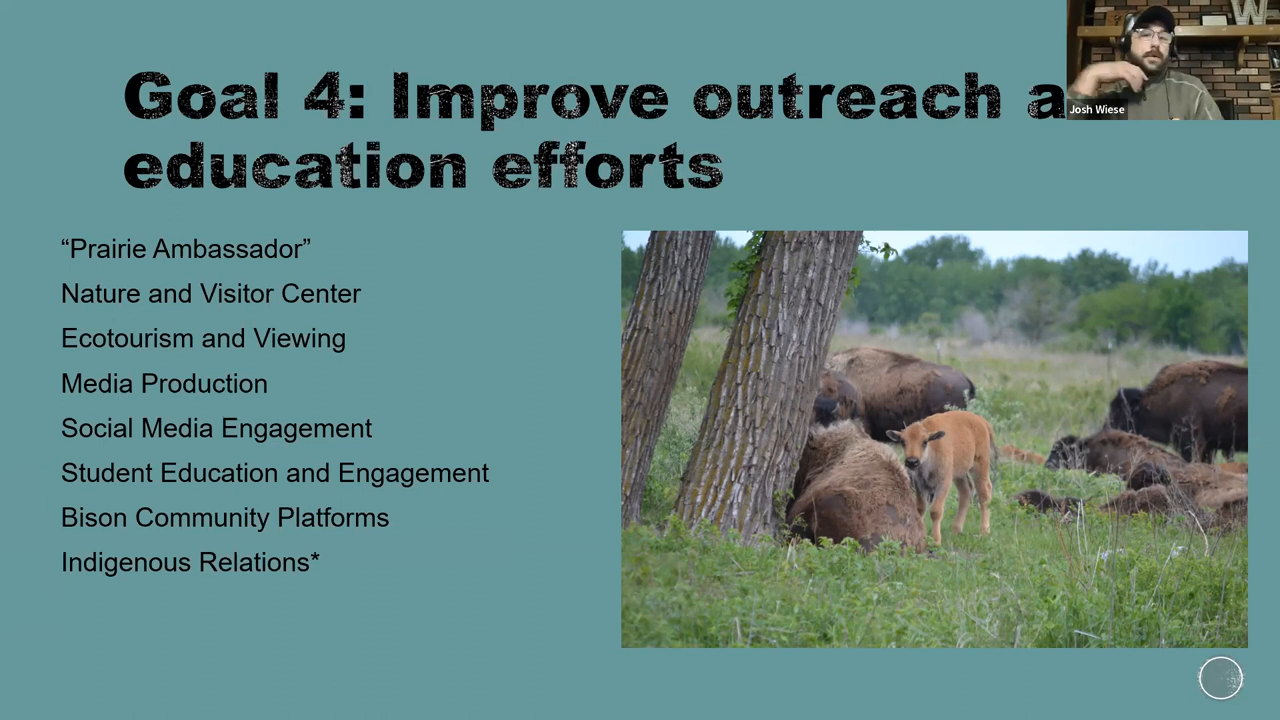 Goal 4: Improve outreach a
education efforts
Josh Wiese
“Prairie Ambassador”
Nature and Visitor Center
Ecotourism and Viewing
Media Production
Social Media Engagement
Student Education and Engagement
Bison Community Platforms
Indigenous Relations*
W